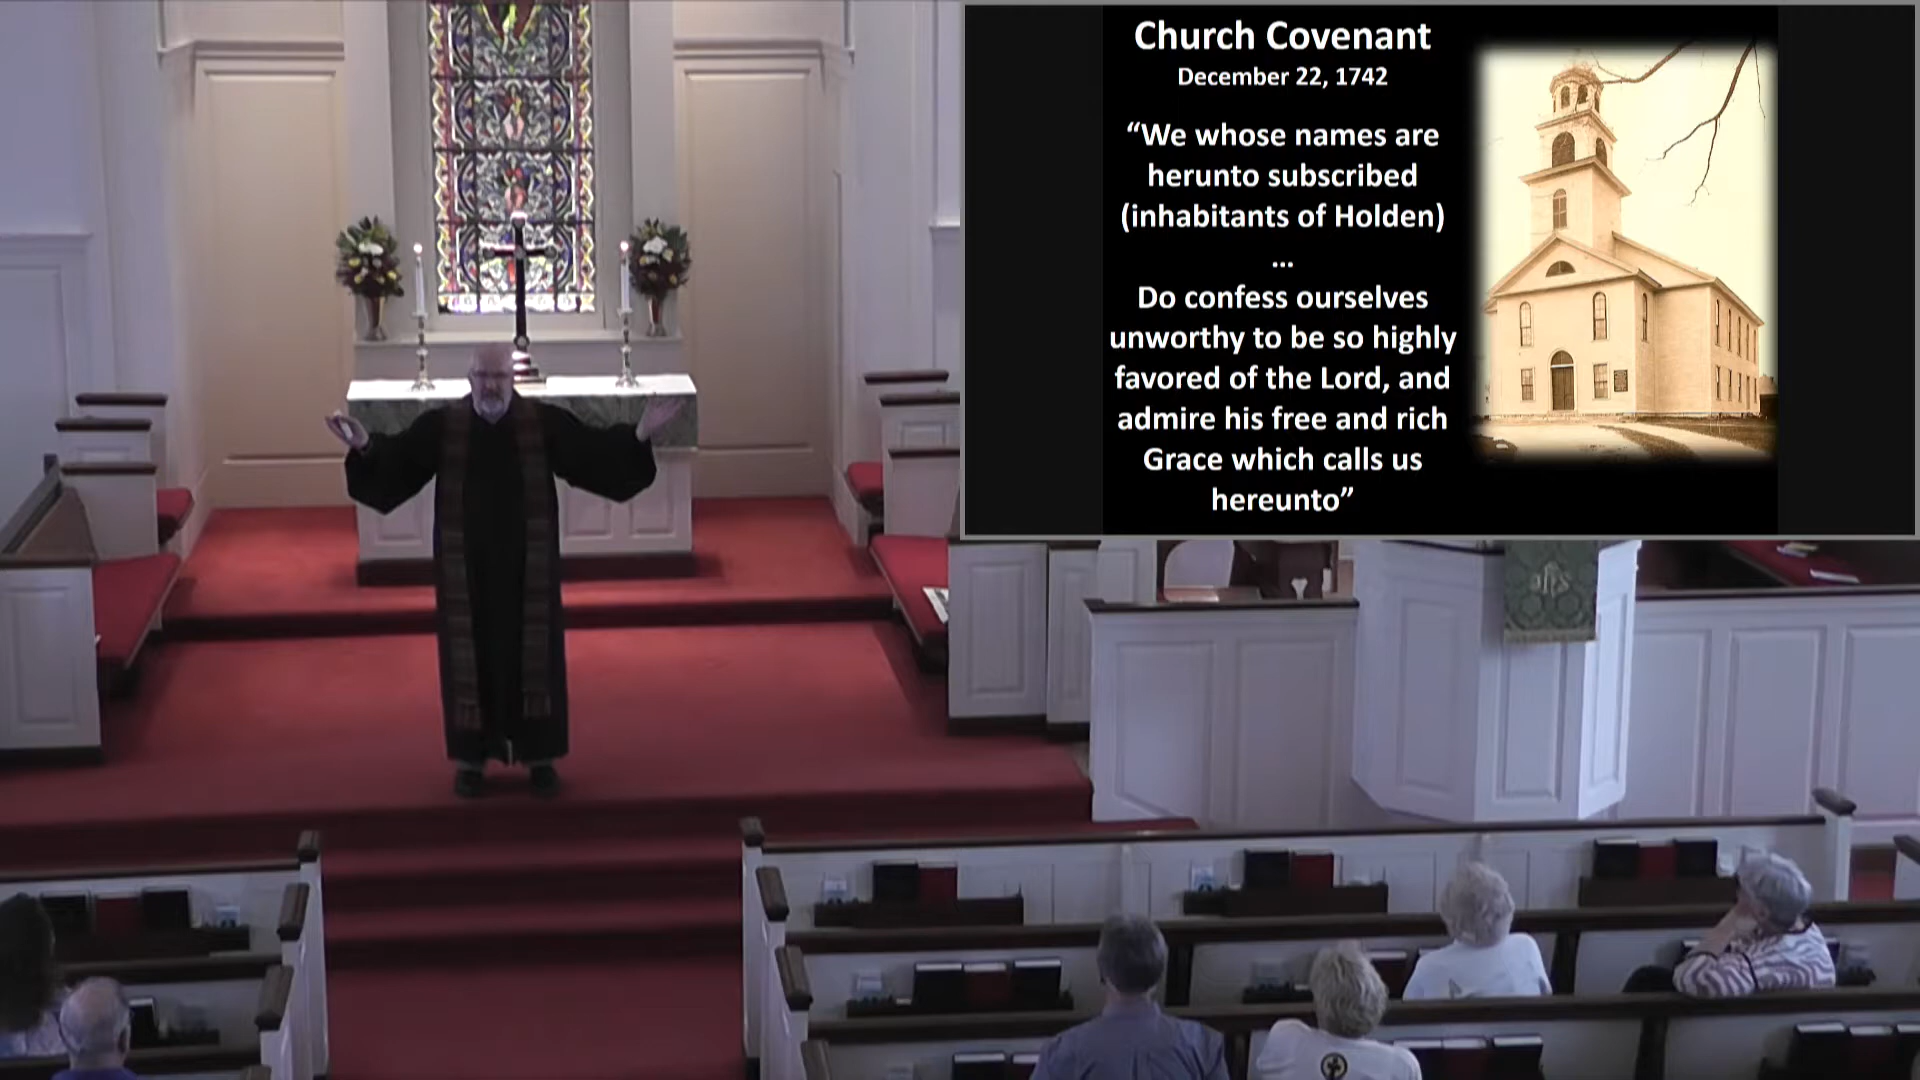 Church Covenant
December 22, 1742
“We whose names are
herunto subscribed
(inhabitants of Holden)
...
Do confess ourselves
unworthy to be so highly
favored of the Lord, and
admire his free and rich
Grace which calls us
hereunto”
IHS